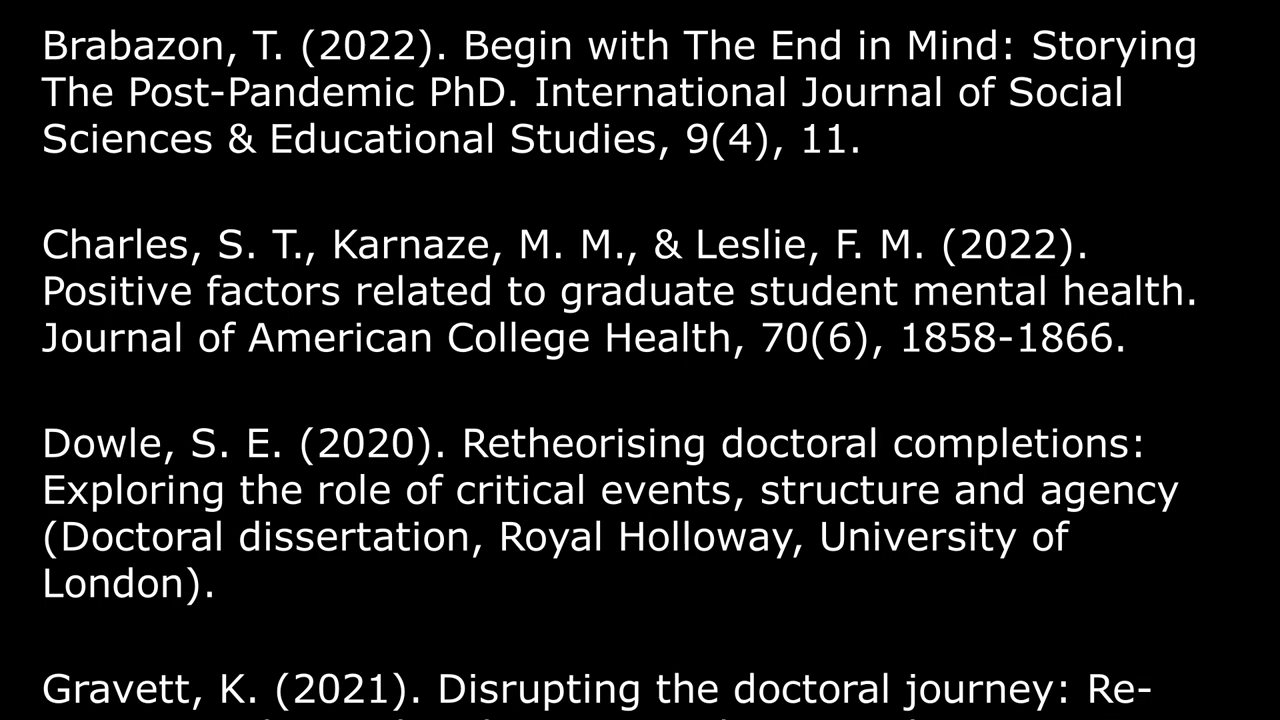 Brabazon, T. (2022). Begin with The End in Mind: Storying
The Post-Pandemic PhD. International Journal of Social
Sciences & Educational Studies, 9(4), 11.
Charles, S. T., Karnaze, M. M., & Leslie, F. M. (2022).
Positive factors related to graduate student mental health.
Journal of American College Health, 70(6), 1858-1866.
Dowle, S. E. (2020). Retheorising doctoral completions:
Exploring the role of critical events, structure and agency
(Doctoral dissertation, Royal Holloway, University of
London).
Gravett, K. (2021). Disrupting the doctoral journey: Re-